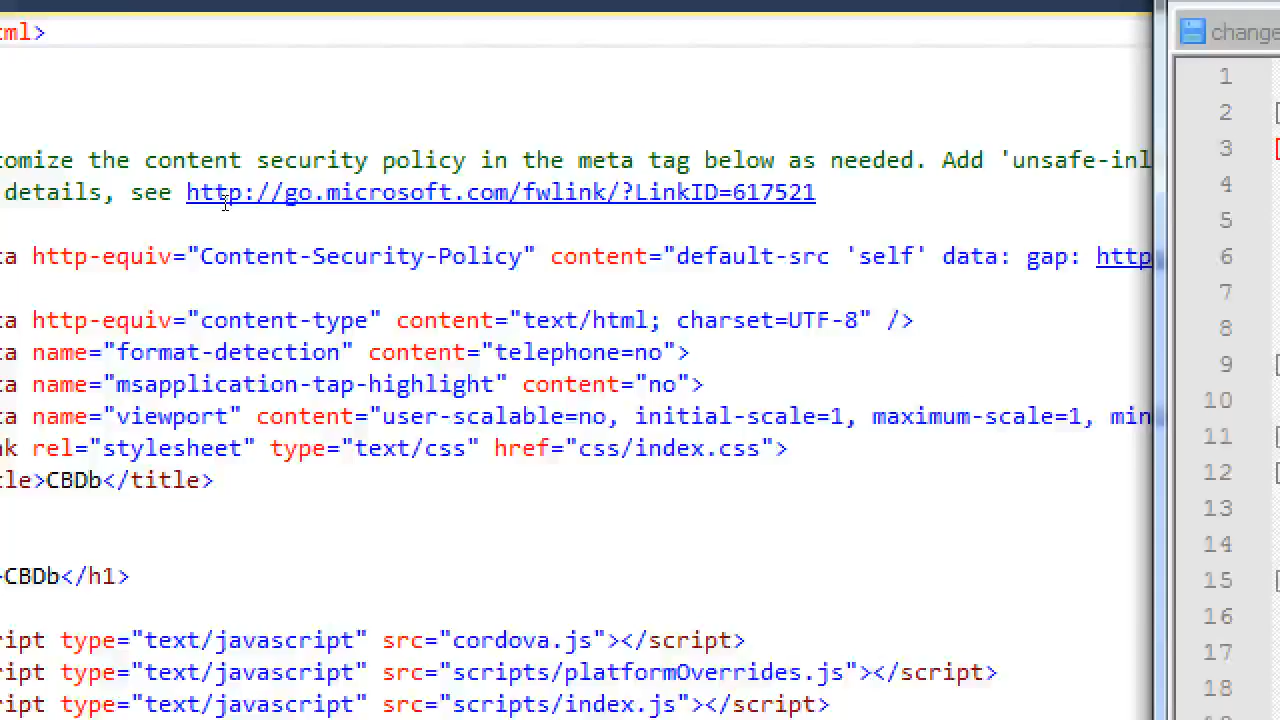 tml>
change
tomize the content security policy in the meta tag below as needed. Add 'unsafe-inl
details, see http://go.microsoft.com/fwlink/?LinkID=617521
ta http-equiv="Content-Security-Policy" content="default-src 'self' data: gap: http
ta http-equiv="content-type" content="text/html; charset=UTF-8" />
ta name="format-detection" content="telephone=no">
ta name="msapplication-tap-highlight" content="no">
ta name="viewport" content="user-scalable=no, initial-scale=1, maximum-scale=1, min
nk rel="stylesheet" type="text/css" href="css/index.css">
tle>CBDb</title>
>CBDb</h1>
ript type="text/javascript" src="cordova.js"></script>
ript type="text/javascript" src="scripts/platformOverrides.js"></script>
ript type="text/javascript" src="scripts/index.js"></script>
1
2
3
4
5
6
7
8
9
10
11
12
13
14
15
16
17
18